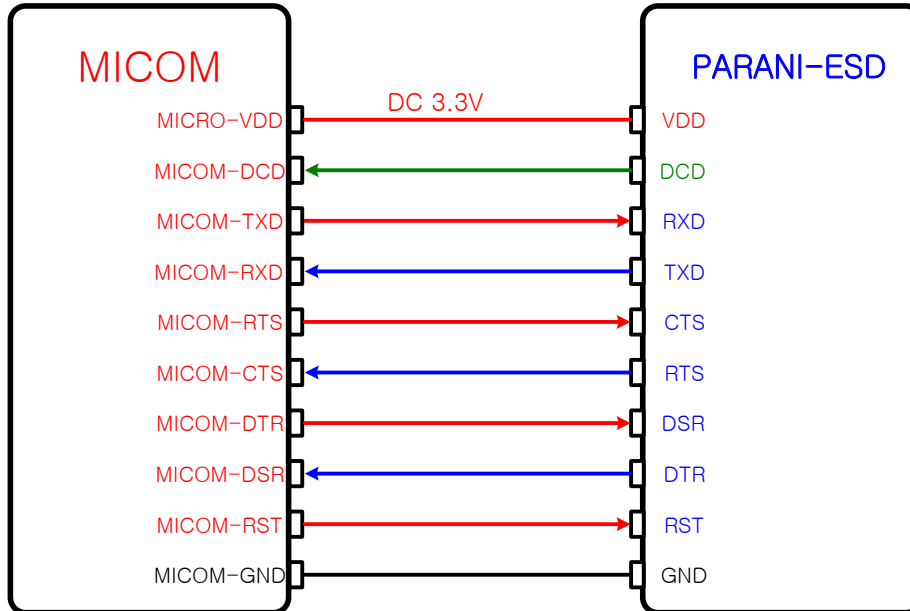 MICOM PARANI-ESD
DC 3.3V
MICRO-VDD VDD
MICOM-DCD DCD
MICOM-TXD RXD
MICOM-RXD TXD
MICOM-RTS CTS
MICOM-CTS RTS
MICOM-DTR DSR
MICOM-DSR DTR
MICOM-RST RST
MICOM-GND GND